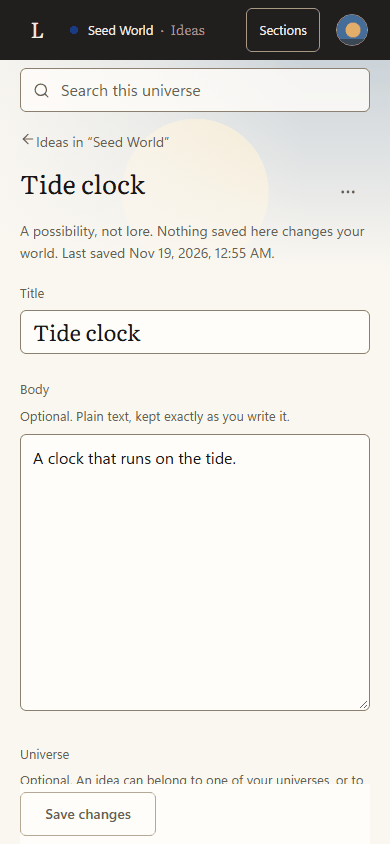 L Seed World · Ideas Sections
Search this universe
Ideas in “Seed World”
Tide clock
A possibility, not lore. Nothing saved here changes your
world. Last saved Nov 19, 2026, 12:55 AM.
Title
Tide clock
Body
Optional. Plain text, kept exactly as you write it.
A clock that runs on the tide.
Universe
Optional. An idea can belong to one of your universes, or to
Save changes